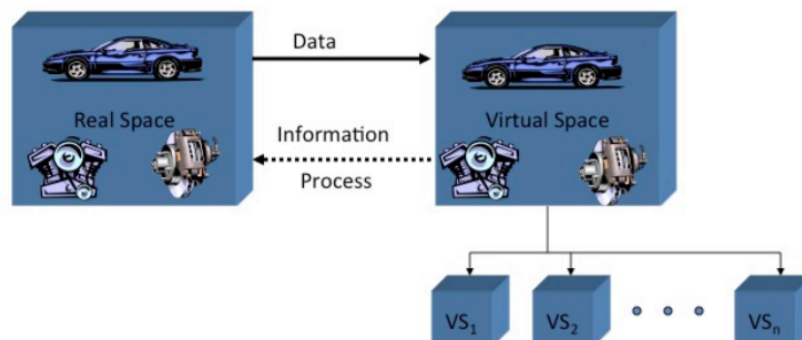 Data
Real Space
Virtual Space
Information
Process
VS₁
VS₂
VSₙ